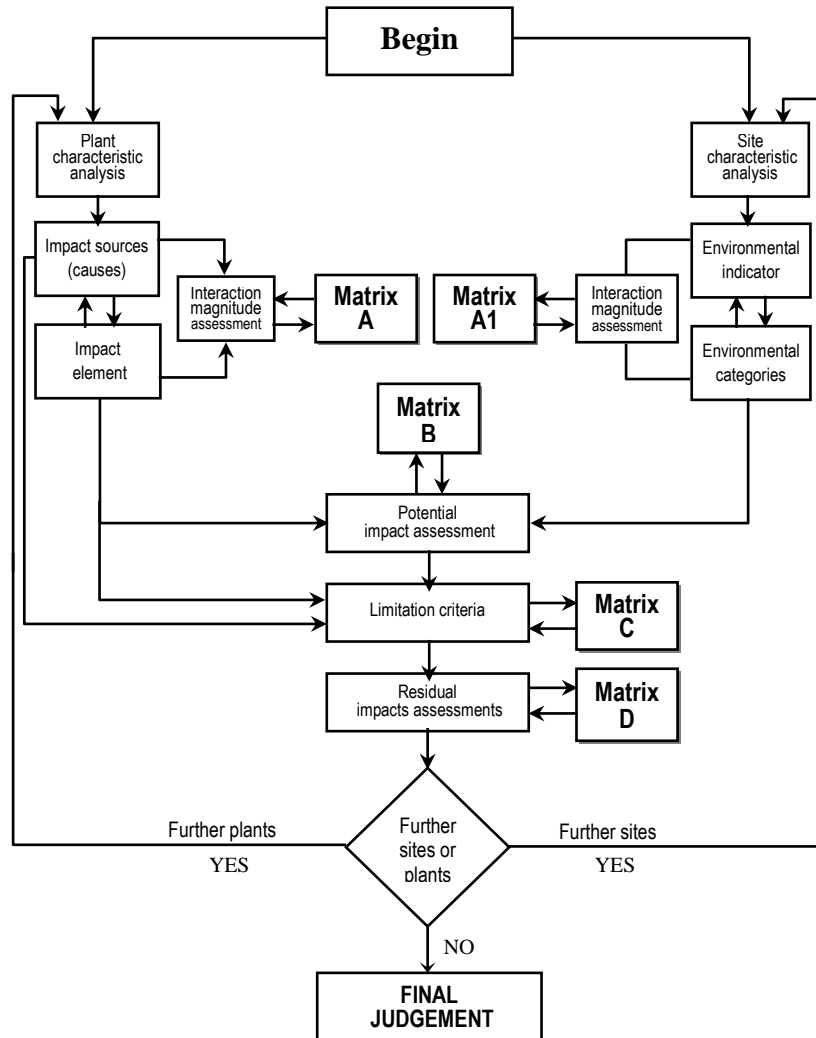 Begin
Plant
characteristic
analysis
Site
characteristic
analysis
Impact sources
(causes)
Environmental
indicator
Interaction
magnitude
assessment
Matrix
A
Matrix
A1
Interaction
magnitude
assessment
Impact
element
Environmental
categories
Matrix
B
Potential
impact assessment
Limitation criteria
Matrix
C
Residual
impacts assessments
Matrix
D
Further plants
YES
Further
sites or
plants
Further sites
YES
NO
FINAL
JUDGEMENT